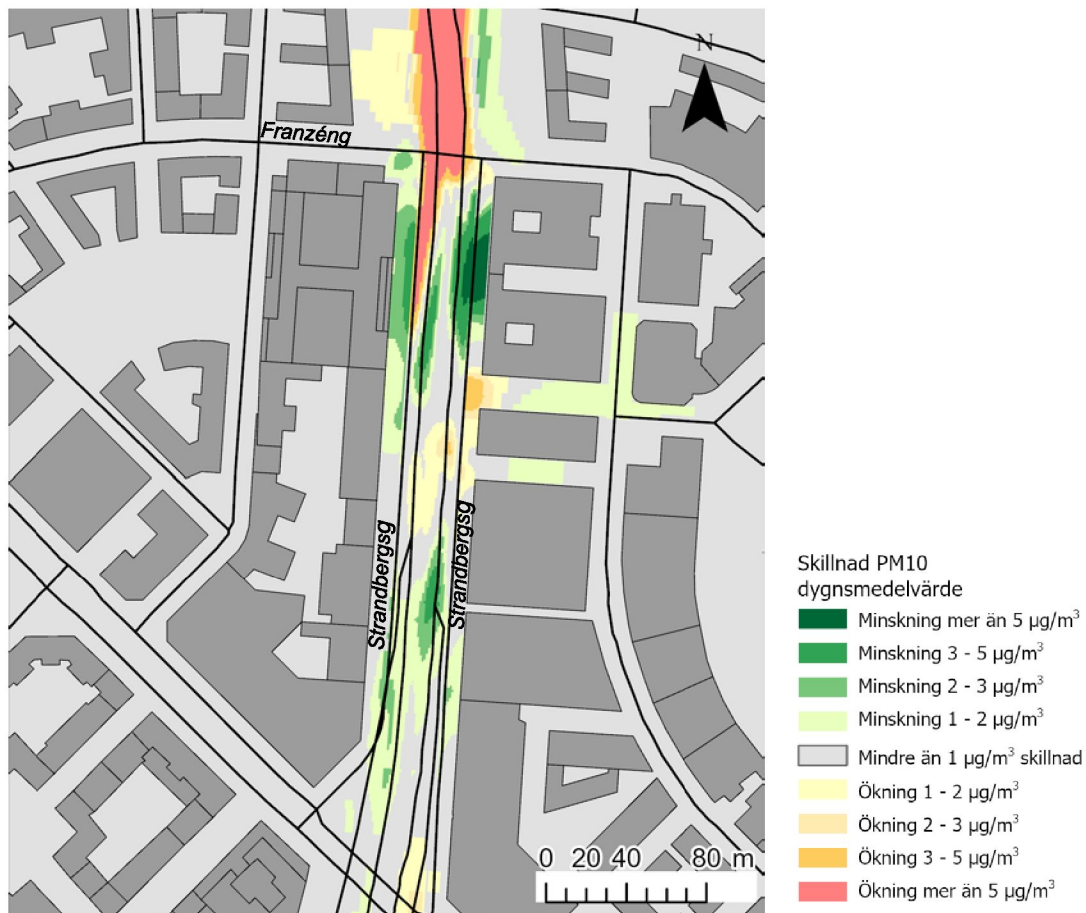 N
Franzéng
Strandbergsg
Strandbergsg
0 20 40 80 m
Skillnad PM10
dygnsmedelvärde
Minskning mer än 5 µg/m³
Minskning 3 - 5 µg/m³
Minskning 2 - 3 µg/m³
Minskning 1 - 2 µg/m³
Mindre än 1 µg/m³ skillnad
Ökning 1 - 2 µg/m³
Ökning 2 - 3 µg/m³
Ökning 3 - 5 µg/m³
Ökning mer än 5 µg/m³